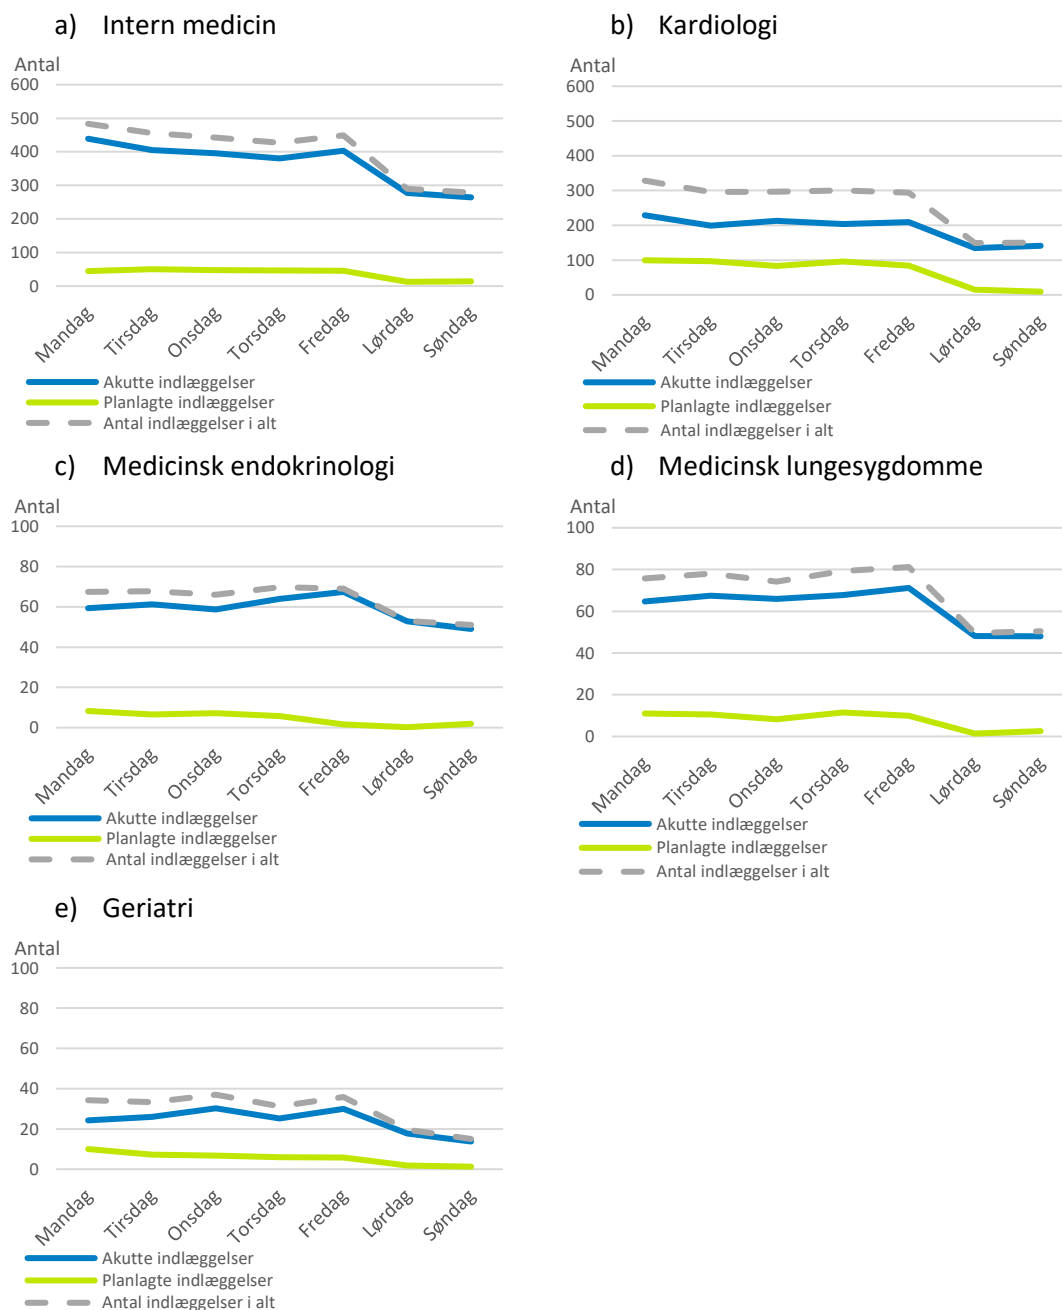 a) Intern medicin
Antal
600
500
400
300
200
100
0
Mandag
Tirsdag
Onsdag
Torsdag
Fredag
Lørdag
Søndag
Akutte indlæggelser
Planlagte indlæggelser
Antal indlæggelser i alt
b) Kardiologi
Antal
600
500
400
300
200
100
0
Mandag
Tirsdag
Onsdag
Torsdag
Fredag
Lørdag
Søndag
Akutte indlæggelser
Planlagte indlæggelser
Antal indlæggelser i alt
c) Medicinsk endokrinologi
Antal
100
80
60
40
20
0
Mandag
Tirsdag
Onsdag
Torsdag
Fredag
Lørdag
Søndag
Akutte indlæggelser
Planlagte indlæggelser
Antal indlæggelser i alt
d) Medicinsk lungesygdomme
Antal
100
80
60
40
20
0
Mandag
Tirsdag
Onsdag
Torsdag
Fredag
Lørdag
Søndag
Akutte indlæggelser
Planlagte indlæggelser
Antal indlæggelser i alt
e) Geriatri
Antal
100
80
60
40
20
0
Mandag
Tirsdag
Onsdag
Torsdag
Fredag
Lørdag
Søndag
Akutte indlæggelser
Planlagte indlæggelser
Antal indlæggelser i alt